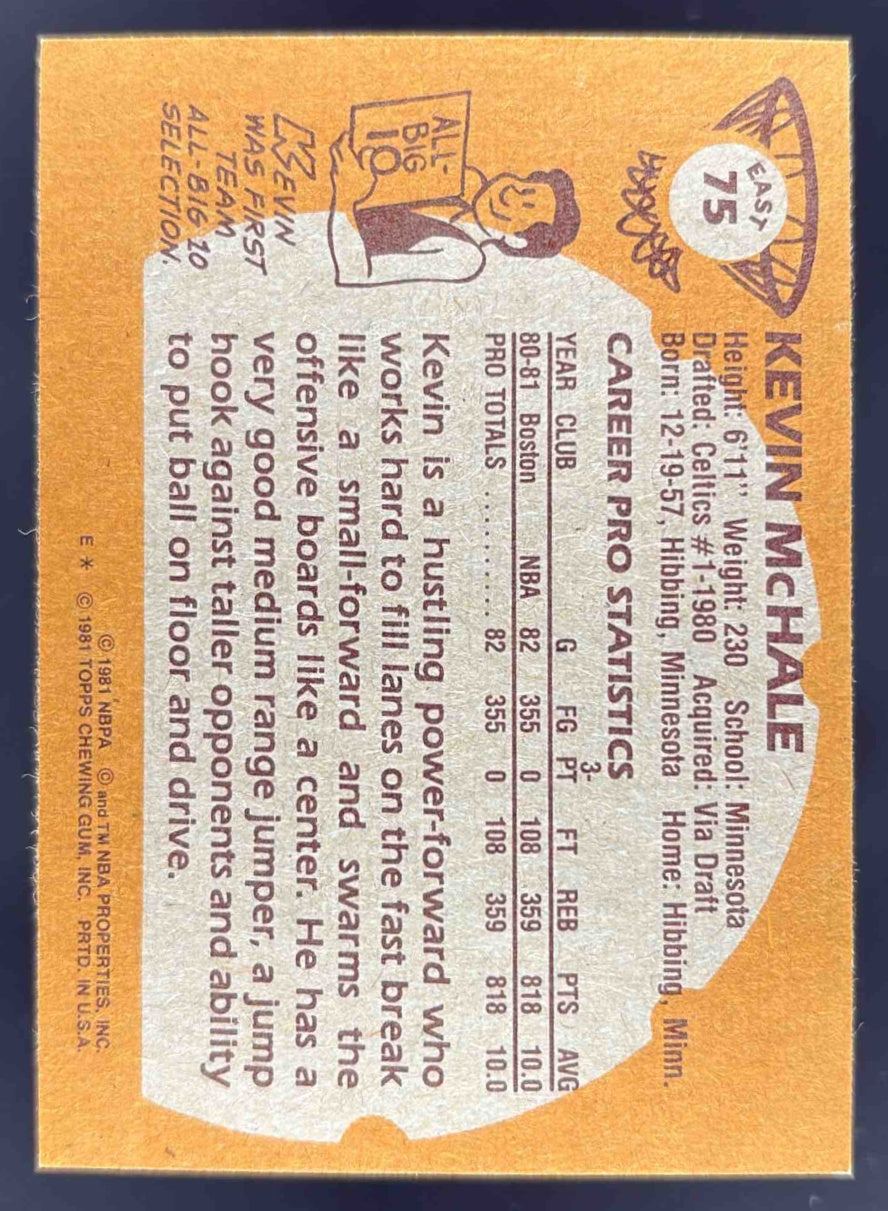 EAST
75
KEVIN McHALE
Height: 6'11" Weight: 230 School: Minnesota
Drafted: Celtics #1-1980 Acquired: Via Draft
Born: 12-19-57, Hibbing, Minnesota Home: Hibbing, Minn.
CAREER PRO STATISTICS
YEAR CLUB G FG 3-PT FT REB PTS AVG
80-81 Boston NBA 82 355 0 108 359 818 10.0
PRO TOTALS ........... 82 355 0 108 359 818 10.0
ALL-
BIG
10
KEVIN
WAS FIRST
TEAM
ALL-BIG 10
SELECTION.
Kevin is a hustling power-forward who
works hard to fill lanes on the fast break
like a small-forward and swarms the
offensive boards like a center. He has a
very good medium range jumper, a jump
hook against taller opponents and ability
to put ball on floor and drive.
© 1981 NBPA © and TM NBA PROPERTIES, INC.
E * © 1981 TOPPS CHEWING GUM, INC. PRTD. IN U.S.A.